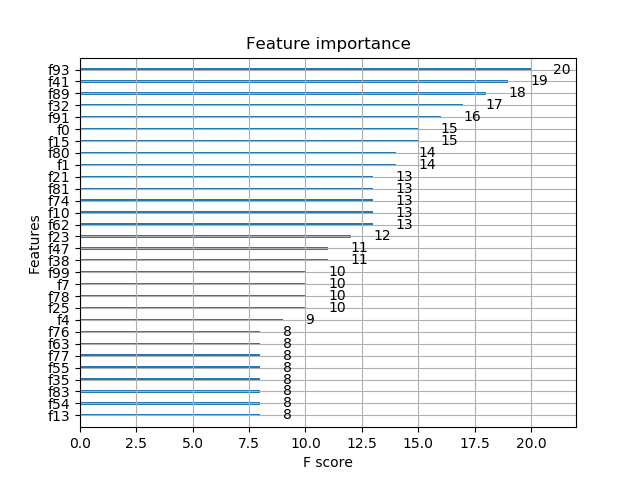 Feature importance
f93 20
f41 19
f89 18
f32 17
f91 16
f0 15
f15 15
f80 14
f1 14
f21 13
f81 13
f74 13
f10 13
f62 13
f23 12
f47 11
f38 11
f99 10
f7 10
f78 10
f25 10
f4 9
f76 8
f63 8
f77 8
f55 8
f35 8
f83 8
f54 8
f13 8
Features
0.0 2.5 5.0 7.5 10.0 12.5 15.0 17.5 20.0
F score